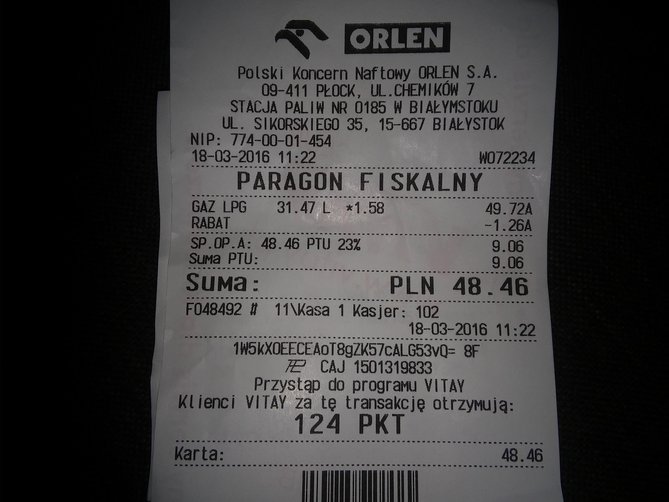 ORLEN
Polski Koncern Naftowy ORLEN S.A.
09-411 PŁOCK, UL.CHEMIKÓW 7
STACJA PALIW NR 0185 W BIAŁYMSTOKU
UL. SIKORSKIEGO 35, 15-667 BIAŁYSTOK
NIP: 774-00-01-454
18-03-2016 11:22 W072234
PARAGON FISKALNY
GAZ LPG 31.47 L *1.58 49.72A
RABAT -1.26A
SP.OP.A: 48.46 PTU 23% 9.06
Suma PTU: 9.06
Suma: PLN 48.46
F048492 # 11\Kasa 1 Kasjer: 102
18-03-2016 11:22
1W5kXOEECEAoT8gZK57cALG53vQ= 8F
CAJ 1501319833
Przystąp do programu VITAY
Klienci VITAY za tę transakcję otrzymują:
124 PKT
Karta: 48.46